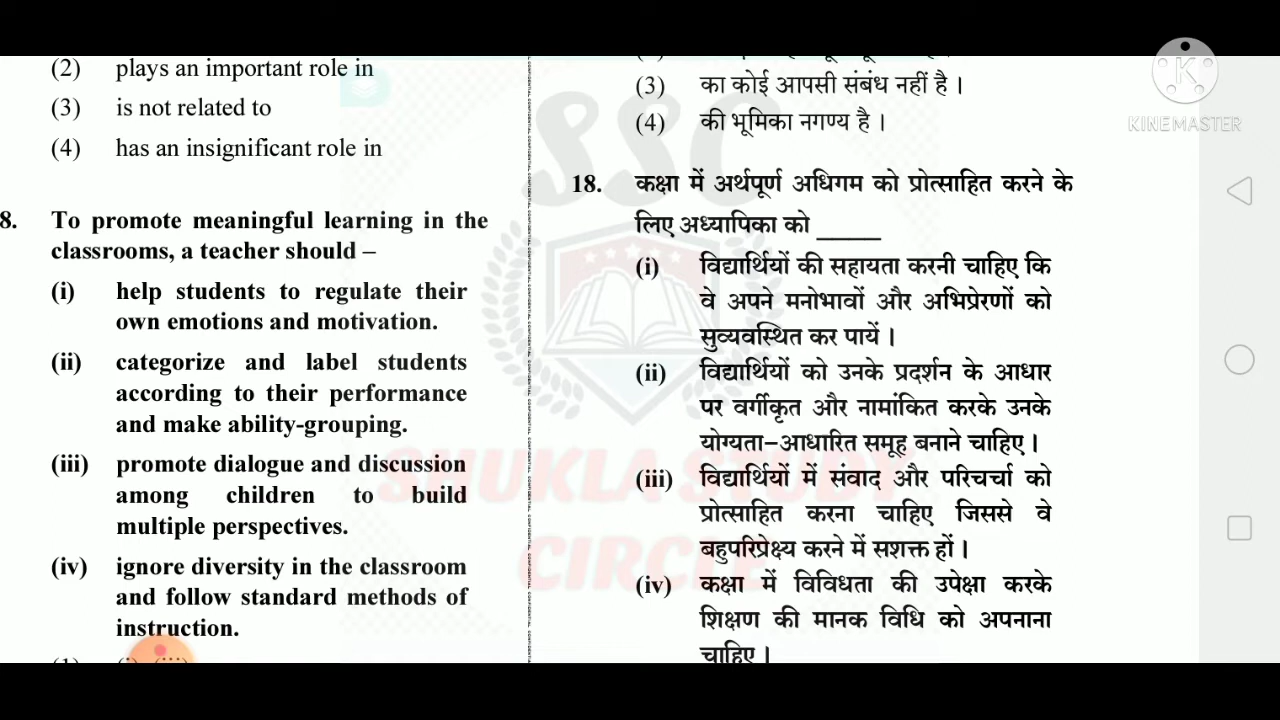 (2) plays an important role in
(3) is not related to
(4) has an insignificant role in
8. To promote meaningful learning in the
classrooms, a teacher should –
(i) help students to regulate their
own emotions and motivation.
(ii) categorize and label students
according to their performance
and make ability-grouping.
(iii) promote dialogue and discussion
among children to build
multiple perspectives.
(iv) ignore diversity in the classroom
and follow standard methods of
instruction.
(3) का कोई आपसी संबंध नहीं है ।
(4) की भूमिका नगण्य है ।
18. कक्षा में अर्थपूर्ण अधिगम को प्रोत्साहित करने के
लिए अध्यापिका को _____
(i) विद्यार्थियों की सहायता करनी चाहिए कि
वे अपने मनोभावों और अभिप्रेरणों को
सुव्यवस्थित कर पायें ।
(ii) विद्यार्थियों को उनके प्रदर्शन के आधार
पर वर्गीकृत और नामांकित करके उनके
योग्यता–आधारित समूह बनाने चाहिए ।
(iii) विद्यार्थियों में संवाद और परिचर्चा को
प्रोत्साहित करना चाहिए जिससे वे
बहुपरिप्रेक्ष्य करने में सशक्त हों ।
(iv) कक्षा में विविधता की उपेक्षा करके
शिक्षण की मानक विधि को अपनाना
चाहिए ।
SSC
SHUKLA STUDY
CIRCLE
K
KINEMASTER